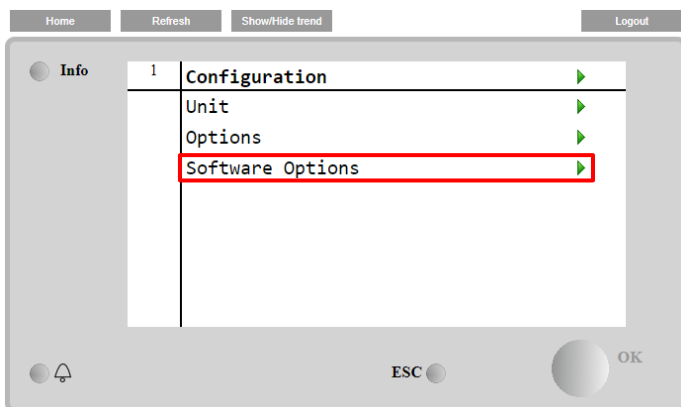 Home Refresh Show/Hide trend Logout
Info 1 Configuration
Unit
Options
Software Options
ESC OK